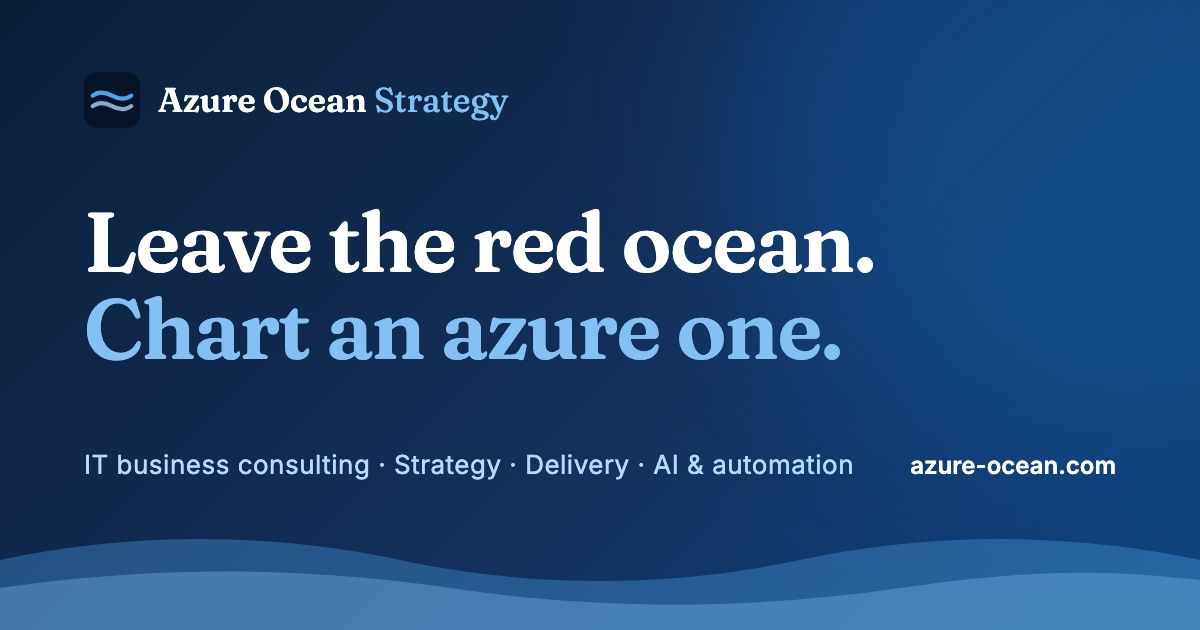 Azure Ocean Strategy
Leave the red ocean.
Chart an azure one.
IT business consulting · Strategy · Delivery · AI & automation
azure-ocean.com